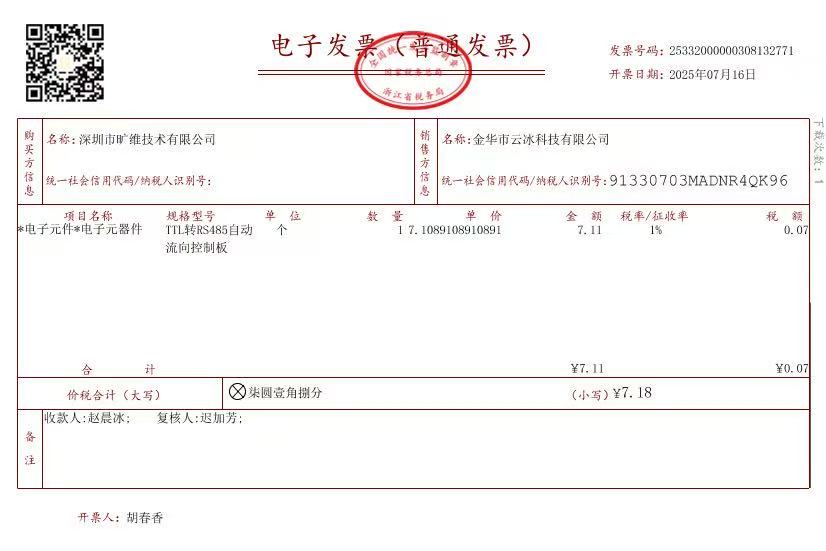 电子发票（普通发票）
全国统一发票监制章
国家税务总局
浙江省税务局
发票号码：25332000000308132771
开票日期：2025年07月16日
购买方信息
名称：深圳市旷维技术有限公司
统一社会信用代码/纳税人识别号：
销售方信息
名称：金华市云冰科技有限公司
统一社会信用代码/纳税人识别号：91330703MADNR4QK96
下载次数：1
项目名称 规格型号 单位 数量 单价 金额 税率/征收率 税额
*电子元件*电子元器件 TTL转RS485自动 个 1 7.1089108910891 7.11 1% 0.07
流向控制板
合计 ¥7.11 ¥0.07
价税合计（大写） ⊗柒圆壹角捌分 （小写）¥7.18
备注
收款人:赵晨冰; 复核人:迟加芳;
开票人：胡春香